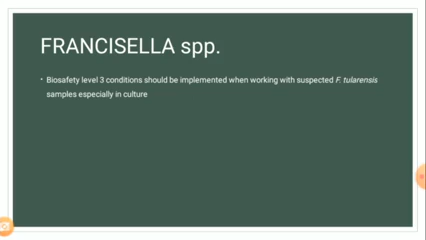 FRANCISELLA spp.
• Biosafety level 3 conditions should be implemented when working with suspected F. tularensis
samples especially in culture